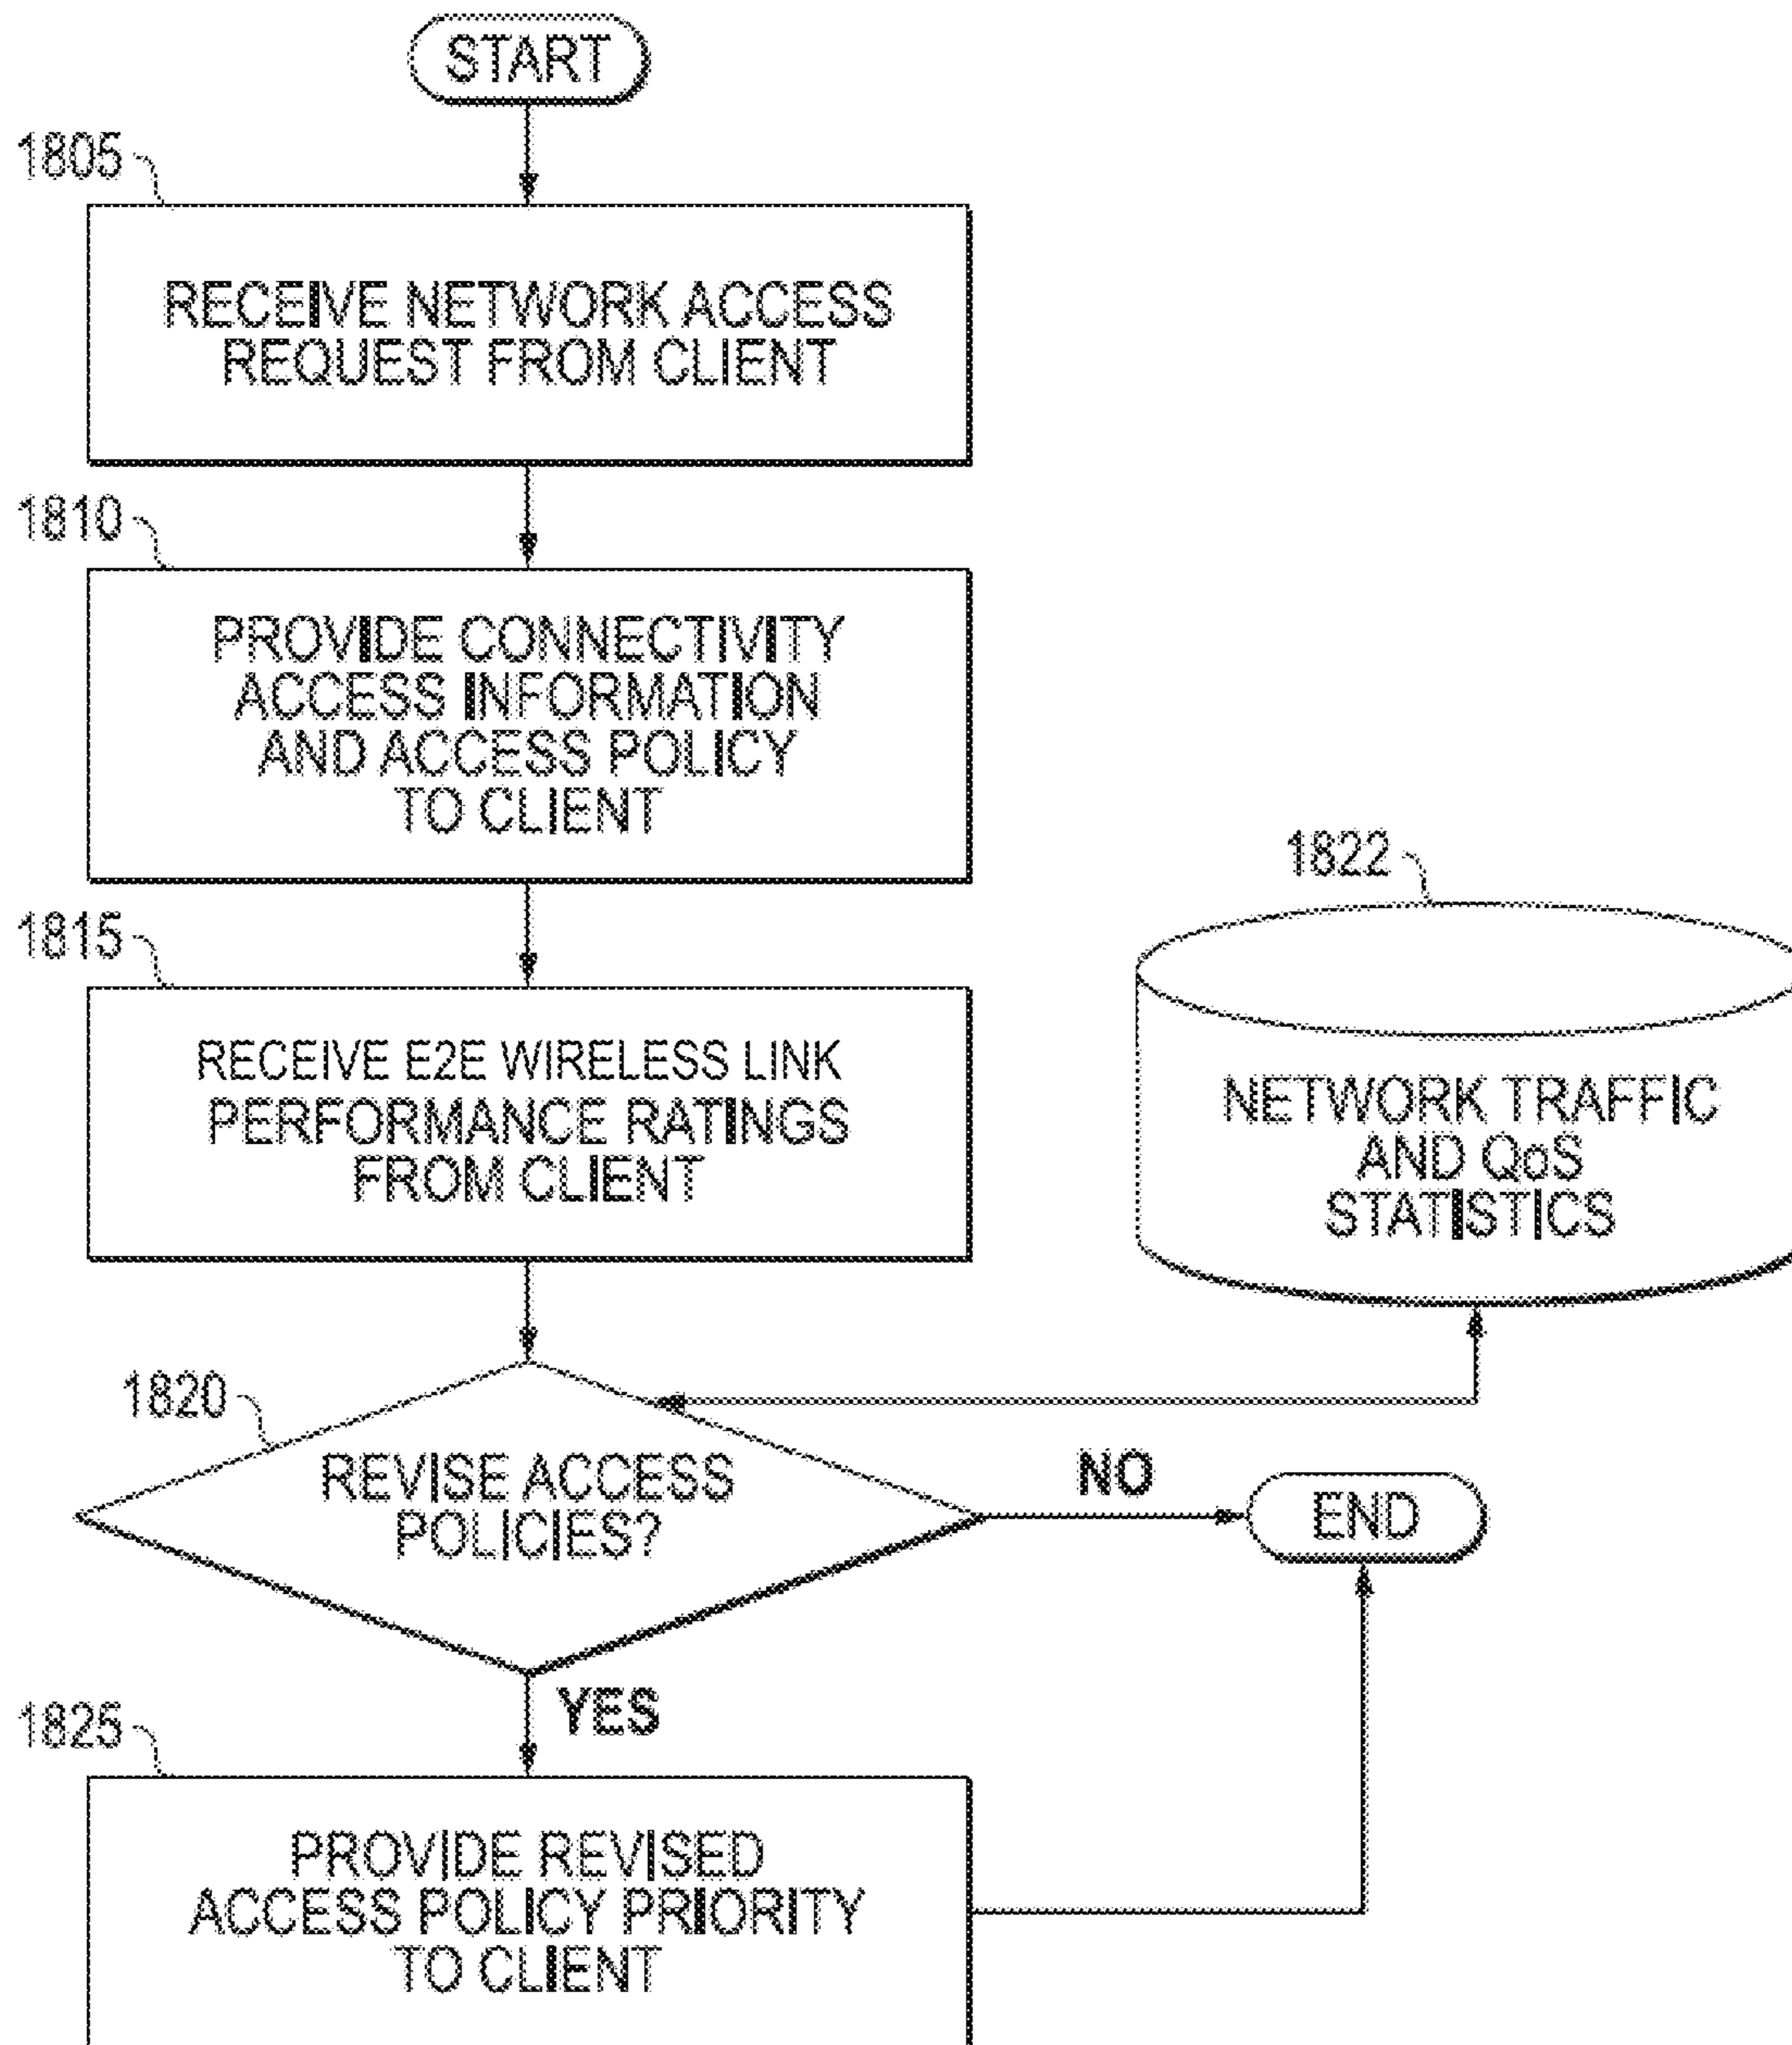 START
1805
RECEIVE NETWORK ACCESS
REQUEST FROM CLIENT
1810
PROVIDE CONNECTIVITY
ACCESS INFORMATION
AND ACCESS POLICY
TO CLIENT
1815
RECEIVE E2E WIRELESS LINK
PERFORMANCE RATINGS
FROM CLIENT
1822
NETWORK TRAFFIC
AND QoS
STATISTICS
1820
REVISE ACCESS
POLICIES?
NO
END
YES
1825
PROVIDE REVISED
ACCESS POLICY PRIORITY
TO CLIENT